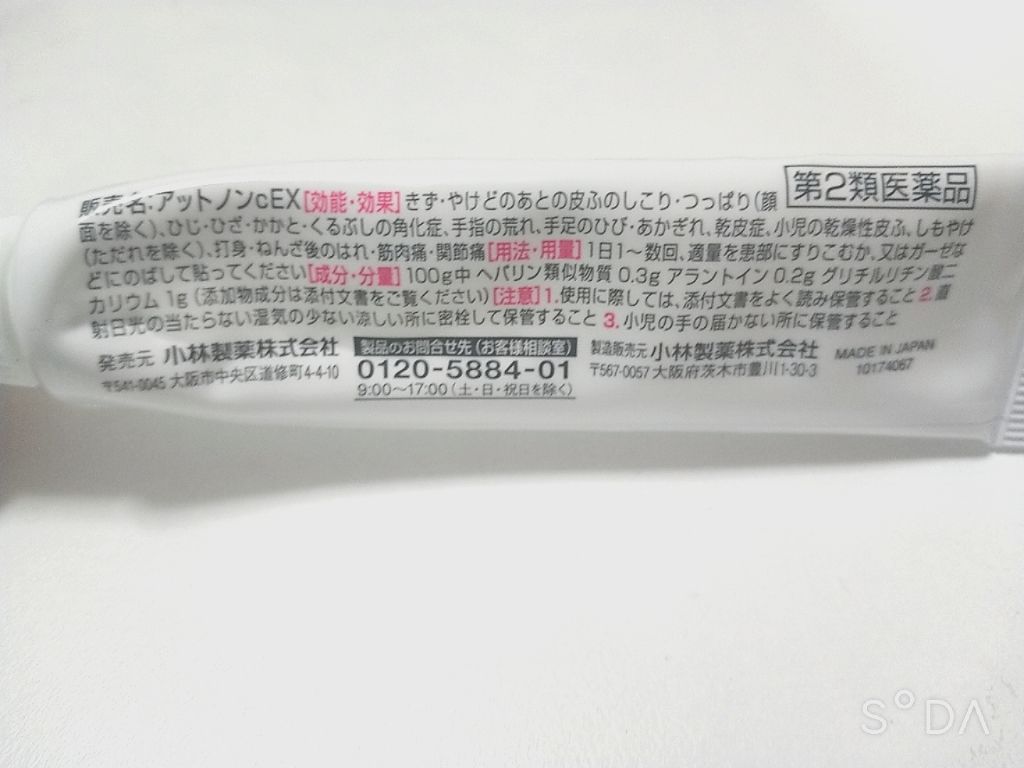 販売名:アットノンcEX[効能・効果]きず・やけどのあとの皮ふのしこり・つっぱり(顔
第2類医薬品
面を除く)、ひじ・ひざ・かかと・くるぶしの角化症、手指の荒れ、手足のひび・あかぎれ、乾皮症、小児の乾燥性皮ふ、しもやけ
(ただれを除く)、打身・ねんざ後のはれ・筋肉痛・関節痛[用法・用量]1日1〜数回、適量を患部にすりこむか、又はガーゼな
どにのばして貼ってください[成分・分量]100g中 ヘパリン類似物質 0.3g アラントイン 0.2g グリチルリチン酸二
カリウム 1g(添加物成分は添付文書をご覧ください)[注意]1.使用に際しては、添付文書をよく読み保管すること 2.直
射日光の当たらない湿気の少ない涼しい所に密栓して保管すること 3.小児の手の届かない所に保管すること
発売元 小林製薬株式会社
〒541-0045 大阪市中央区道修町4-4-10
製品のお問合せ先(お客様相談室)
0120-5884-01
9:00〜17:00(土・日・祝日を除く)
製造販売元 小林製薬株式会社
〒567-0057 大阪府茨木市豊川1-30-3
MADE IN JAPAN
10174067
SODA